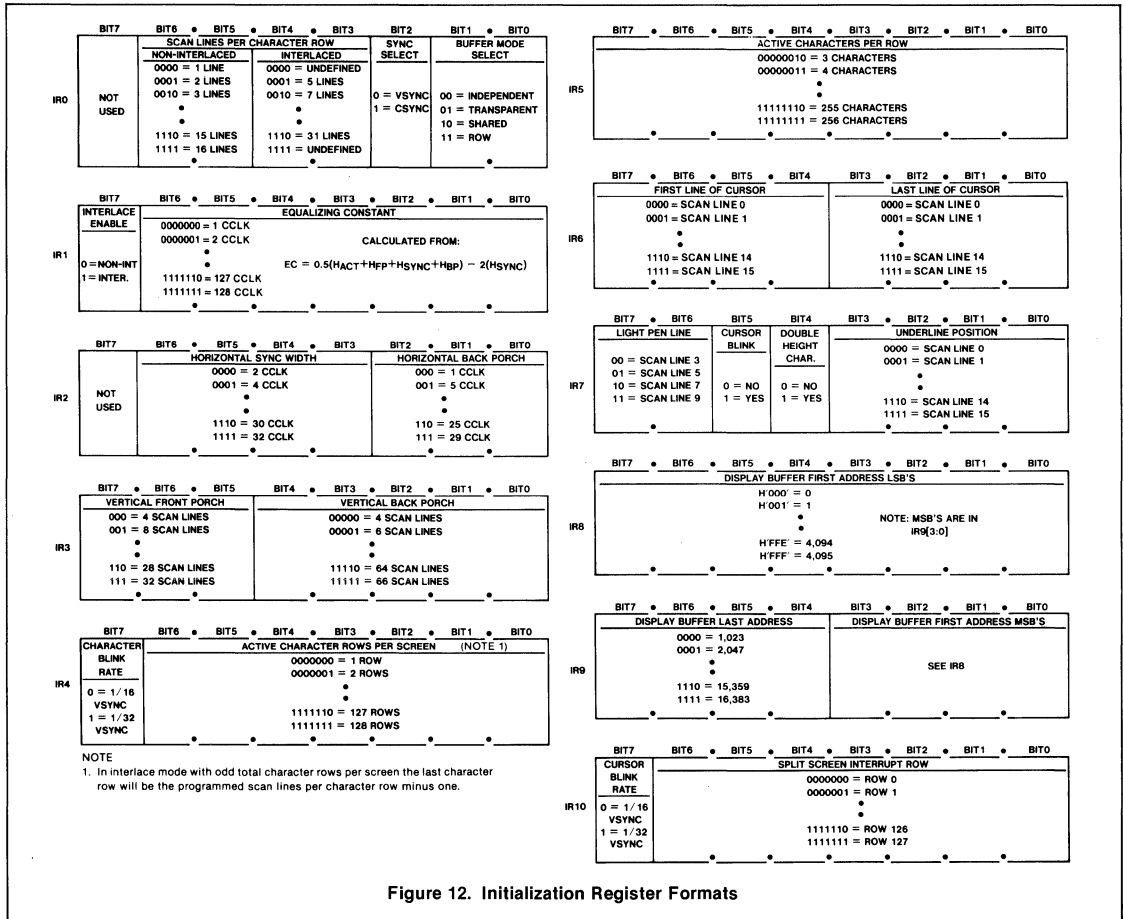 BIT7 BIT6 BIT5 BIT4 BIT3 BIT2 BIT1 BIT0
SCAN LINES PER CHARACTER ROW SYNC SELECT BUFFER MODE SELECT
NON-INTERLACED INTERLACED
0000 = 1 LINE 0000 = UNDEFINED
0001 = 2 LINES 0001 = 5 LINES
IR0 NOT USED 0010 = 3 LINES 0010 = 7 LINES 0 = VSYNC 00 = INDEPENDENT
1 = CSYNC 01 = TRANSPARENT
10 = SHARED
1110 = 15 LINES 1110 = 31 LINES 11 = ROW
1111 = 16 LINES 1111 = UNDEFINED
BIT7 BIT6 BIT5 BIT4 BIT3 BIT2 BIT1 BIT0
INTERLACE ENABLE EQUALIZING CONSTANT
0000000 = 1 CCLK
0000001 = 2 CCLK CALCULATED FROM:
IR1 0 = NON-INT EC = 0.5(HACT+HFP+HSYNC+HBP) − 2(HSYNC)
1 = INTER. 1111110 = 127 CCLK
1111111 = 128 CCLK
BIT7 BIT6 BIT5 BIT4 BIT3 BIT2 BIT1 BIT0
HORIZONTAL SYNC WIDTH HORIZONTAL BACK PORCH
0000 = 2 CCLK 000 = 1 CCLK
0001 = 4 CCLK 001 = 5 CCLK
IR2 NOT USED
1110 = 30 CCLK 110 = 25 CCLK
1111 = 32 CCLK 111 = 29 CCLK
BIT7 BIT6 BIT5 BIT4 BIT3 BIT2 BIT1 BIT0
VERTICAL FRONT PORCH VERTICAL BACK PORCH
000 = 4 SCAN LINES 00000 = 4 SCAN LINES
001 = 8 SCAN LINES 00001 = 6 SCAN LINES
IR3
110 = 28 SCAN LINES 11110 = 64 SCAN LINES
111 = 32 SCAN LINES 11111 = 66 SCAN LINES
BIT7 BIT6 BIT5 BIT4 BIT3 BIT2 BIT1 BIT0
CHARACTER BLINK RATE ACTIVE CHARACTER ROWS PER SCREEN (NOTE 1)
0000000 = 1 ROW
0000001 = 2 ROWS
IR4 0 = 1/16 VSYNC
1 = 1/32 VSYNC
1111110 = 127 ROWS
1111111 = 128 ROWS
NOTE
1. In interlace mode with odd total character rows per screen the last character
row will be the programmed scan lines per character row minus one.
BIT7 BIT6 BIT5 BIT4 BIT3 BIT2 BIT1 BIT0
ACTIVE CHARACTERS PER ROW
00000010 = 3 CHARACTERS
00000011 = 4 CHARACTERS
IR5
11111110 = 255 CHARACTERS
11111111 = 256 CHARACTERS
BIT7 BIT6 BIT5 BIT4 BIT3 BIT2 BIT1 BIT0
FIRST LINE OF CURSOR LAST LINE OF CURSOR
0000 = SCAN LINE 0 0000 = SCAN LINE 0
0001 = SCAN LINE 1 0001 = SCAN LINE 1
IR6
1110 = SCAN LINE 14 1110 = SCAN LINE 14
1111 = SCAN LINE 15 1111 = SCAN LINE 15
BIT7 BIT6 BIT5 BIT4 BIT3 BIT2 BIT1 BIT0
LIGHT PEN LINE CURSOR BLINK DOUBLE HEIGHT CHAR. UNDERLINE POSITION
0000 = SCAN LINE 0
00 = SCAN LINE 3 0001 = SCAN LINE 1
01 = SCAN LINE 5
IR7 10 = SCAN LINE 7 0 = NO 0 = NO
11 = SCAN LINE 9 1 = YES 1 = YES 1110 = SCAN LINE 14
1111 = SCAN LINE 15
BIT7 BIT6 BIT5 BIT4 BIT3 BIT2 BIT1 BIT0
DISPLAY BUFFER FIRST ADDRESS LSB'S
H'000' = 0
H'001' = 1
IR8 NOTE: MSB'S ARE IN
IR9[3:0]
H'FFE' = 4,094
H'FFF' = 4,095
BIT7 BIT6 BIT5 BIT4 BIT3 BIT2 BIT1 BIT0
DISPLAY BUFFER LAST ADDRESS DISPLAY BUFFER FIRST ADDRESS MSB'S
0000 = 1,023
0001 = 2,047
IR9 SEE IR8
1110 = 15,359
1111 = 16,383
BIT7 BIT6 BIT5 BIT4 BIT3 BIT2 BIT1 BIT0
CURSOR BLINK RATE SPLIT SCREEN INTERRUPT ROW
0000000 = ROW 0
0000001 = ROW 1
IR10 0 = 1/16 VSYNC
1 = 1/32 VSYNC
1111110 = ROW 126
1111111 = ROW 127
Figure 12. Initialization Register Formats